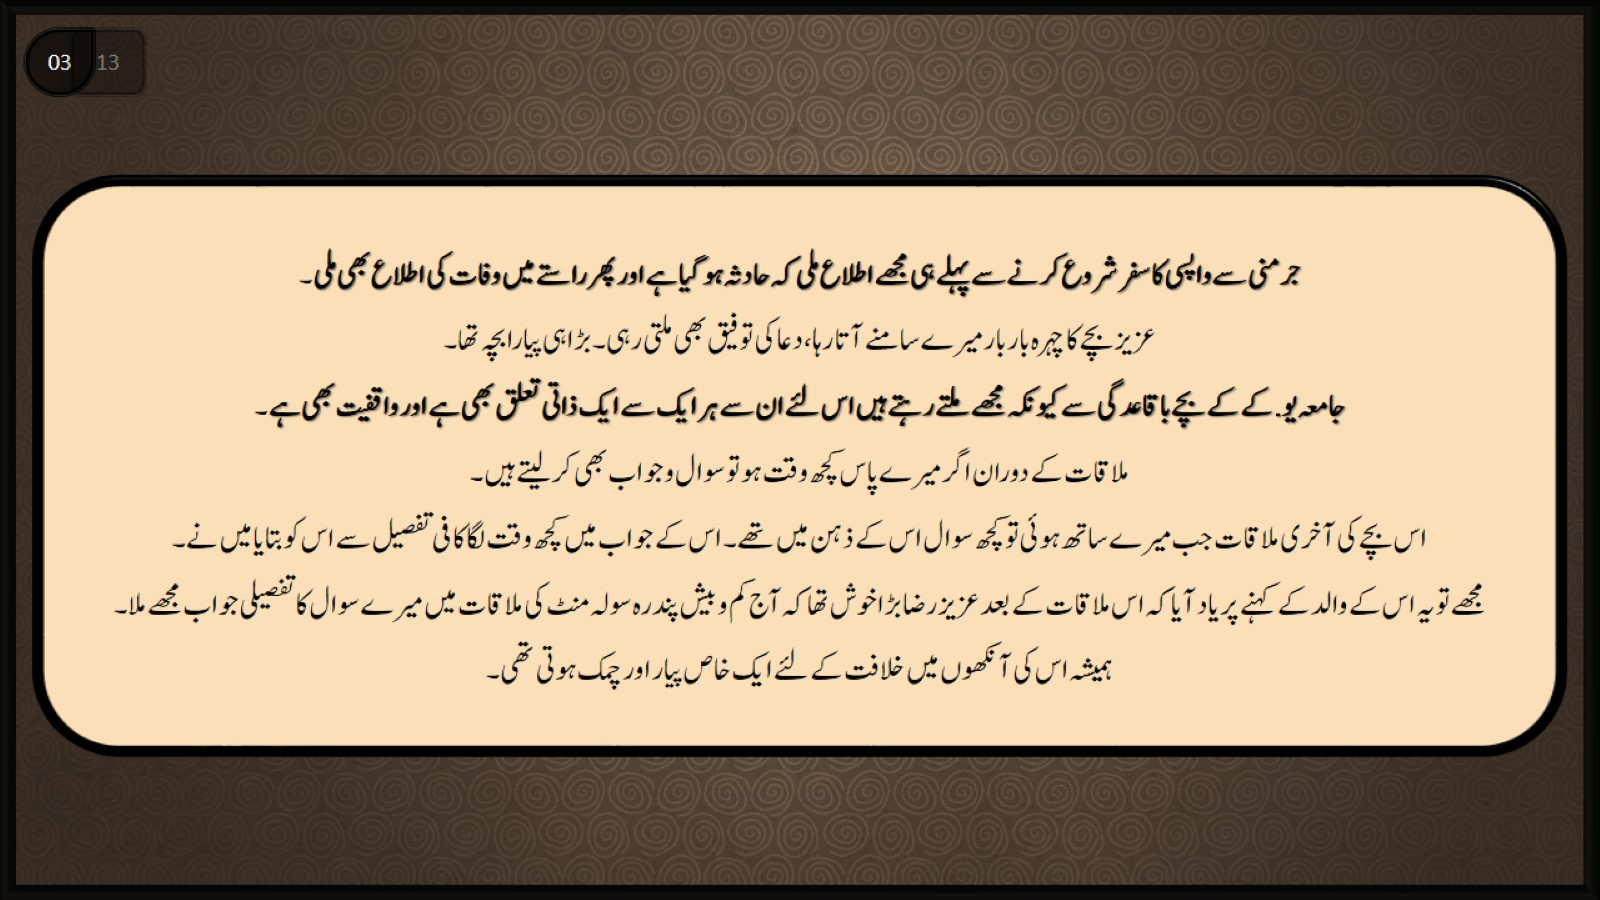 03 13
جرمنی سے واپسی کا سفر شروع کرنے سے پہلے ہی مجھے اطلاع ملی کہ حادثہ ہو گیا ہے اور پھر راستے میں وفات کی اطلاع بھی ملی۔
عزیز بچے کا چہرہ بار بار میرے سامنے آتا رہا، دعا کی توفیق بھی ملتی رہی۔ بڑا ہی پیارا بچہ تھا۔
جامعہ یو. کے کے بچے باقاعدگی سے کیونکہ مجھے ملتے رہتے ہیں اس لئے ان سے ہر ایک سے ایک ذاتی تعلق بھی ہے اور واقفیت بھی ہے۔
ملاقات کے دوران اگر میرے پاس کچھ وقت ہو تو سوال و جواب بھی کر لیتے ہیں۔
اس بچے کی آخری ملاقات جب میرے ساتھ ہوئی تو کچھ سوال اس کے ذہن میں تھے۔ اس کے جواب میں کچھ وقت لگا کافی تفصیل سے اس کو بتایا میں نے۔
مجھے تو یہ اس کے والد کے کہنے پر یاد آیا کہ اس ملاقات کے بعد عزیز رضا بڑا خوش تھا کہ آج کم و بیش پندرہ سولہ منٹ کی ملاقات میں میرے سوال کا تفصیلی جواب مجھے ملا۔
ہمیشہ اس کی آنکھوں میں خلافت کے لئے ایک خاص پیار اور چمک ہوتی تھی۔